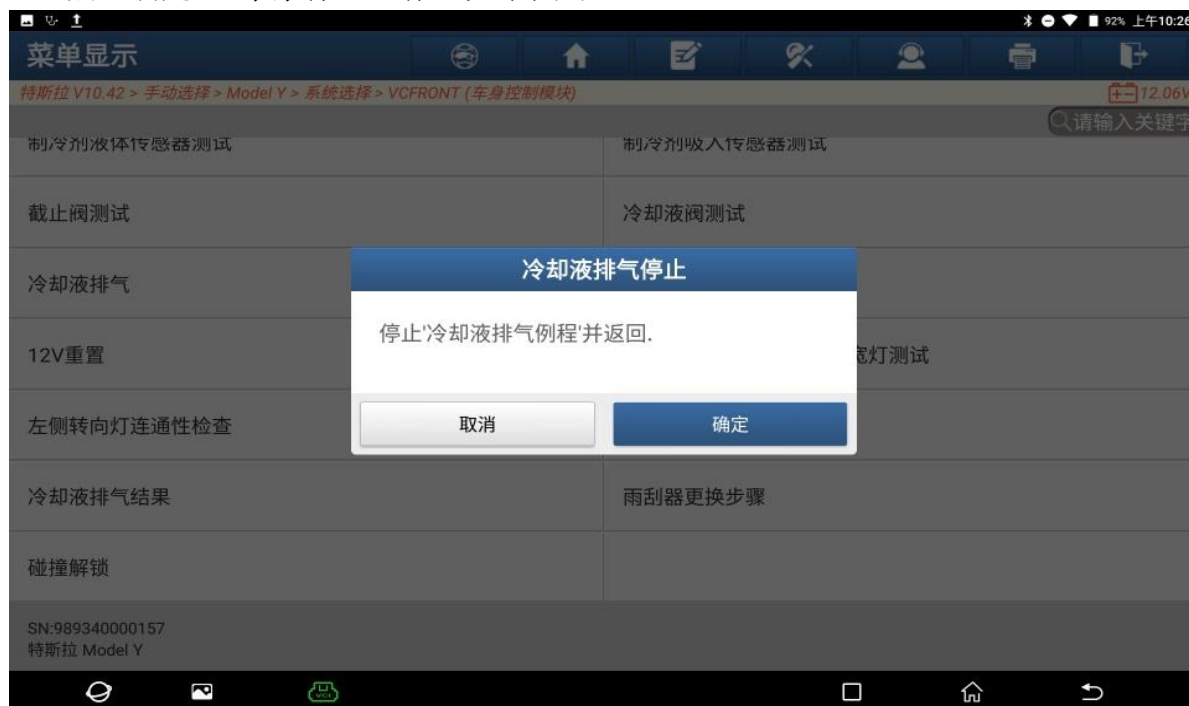 92% 上午10:26
菜单显示
特斯拉 V10.42 > 手动选择 > Model Y > 系统选择 > VCFRONT (车身控制模块)
12.06V
请输入关键字
制冷剂液体传感器测试
制冷剂吸入传感器测试
截止阀测试
冷却液阀测试
冷却液排气停止
冷却液排气
停止'冷却液排气例程'并返回.
12V重置
宽灯测试
取消
确定
左侧转向灯连通性检查
冷却液排气结果
雨刮器更换步骤
碰撞解锁
SN:989340000157
特斯拉 Model Y
VCI